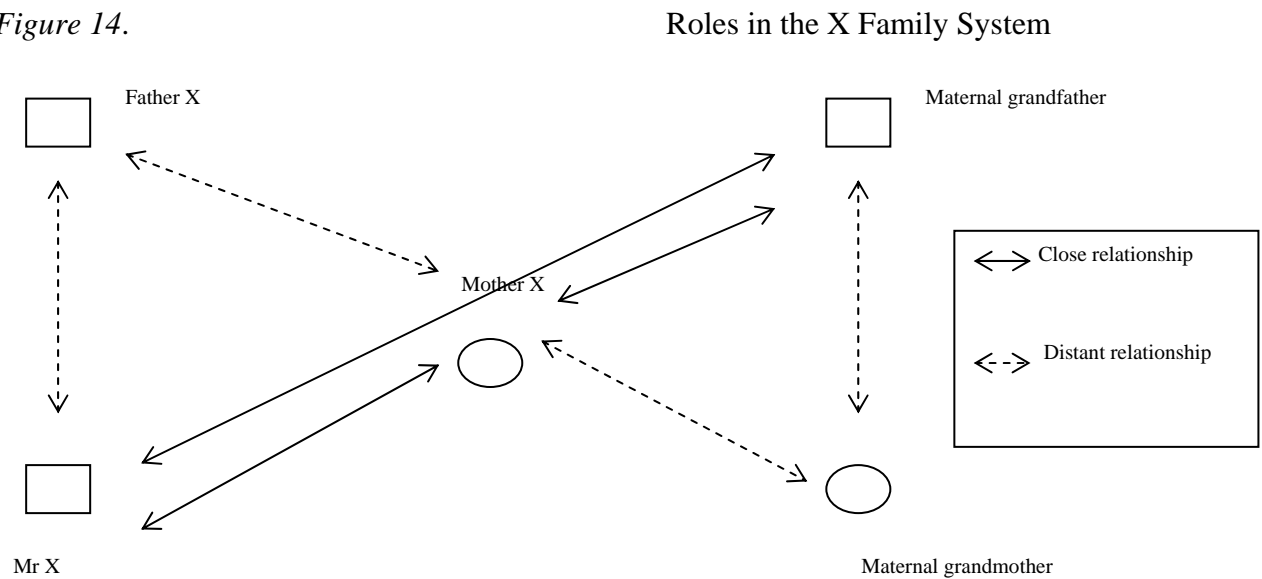 Figure 14.
Roles in the X Family System
Father X
Maternal grandfather
Mother X
Close relationship
Distant relationship
Mr X
Maternal grandmother